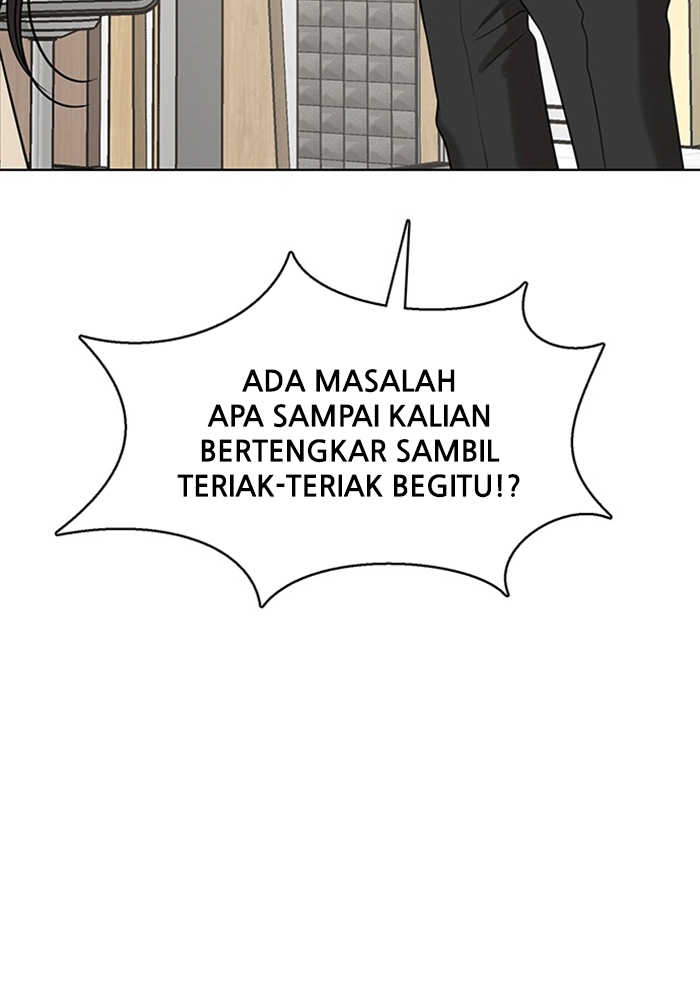 ADA MASALAH
APA SAMPAI KALIAN
BERTENGKAR SAMBIL
TERIAK-TERIAK BEGITU!?